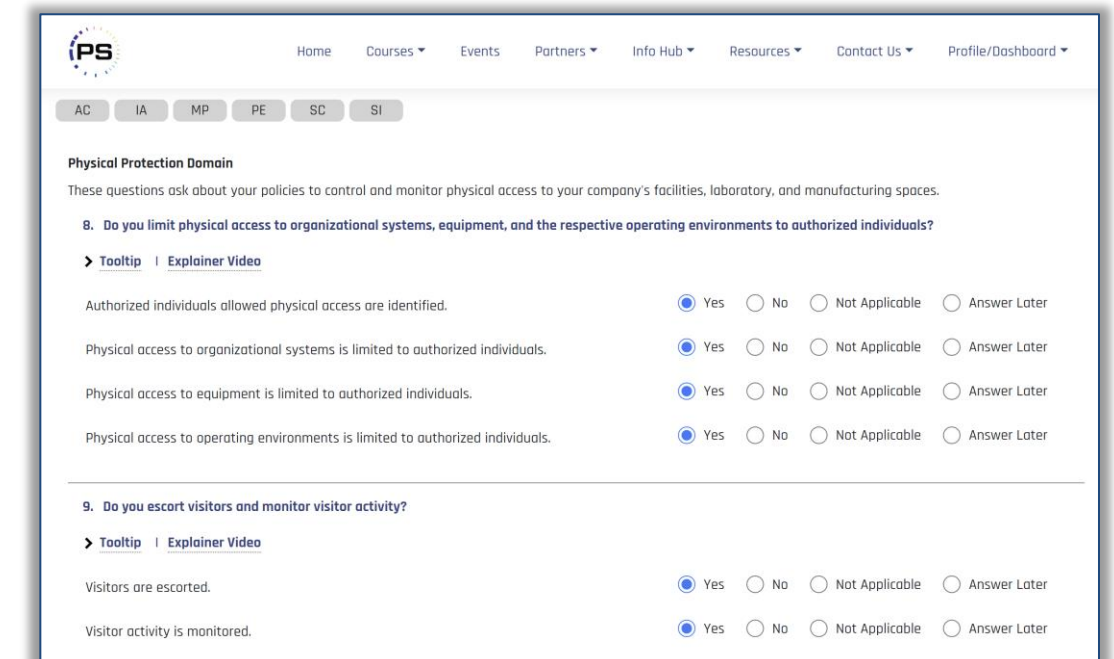 PS
Home Courses Events Partners Info Hub Resources Contact Us Profile/Dashboard
AC IA MP PE SC SI
Physical Protection Domain
These questions ask about your policies to control and monitor physical access to your company's facilities, laboratory, and manufacturing spaces.
8. Do you limit physical access to organizational systems, equipment, and the respective operating environments to authorized individuals?
Tooltip | Explainer Video
Authorized individuals allowed physical access are identified. Yes No Not Applicable Answer Later
Physical access to organizational systems is limited to authorized individuals. Yes No Not Applicable Answer Later
Physical access to equipment is limited to authorized individuals. Yes No Not Applicable Answer Later
Physical access to operating environments is limited to authorized individuals. Yes No Not Applicable Answer Later
9. Do you escort visitors and monitor visitor activity?
Tooltip | Explainer Video
Visitors are escorted. Yes No Not Applicable Answer Later
Visitor activity is monitored. Yes No Not Applicable Answer Later